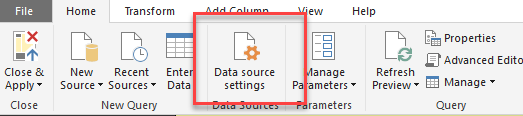 File Home Transform Add Column View Help
Close & Apply
New Source
Recent Sources
Enter Data
Data source settings
Manage Parameters
Refresh Preview
Properties
Advanced Edito
Manage
Close New Query Data Sources Parameters Query